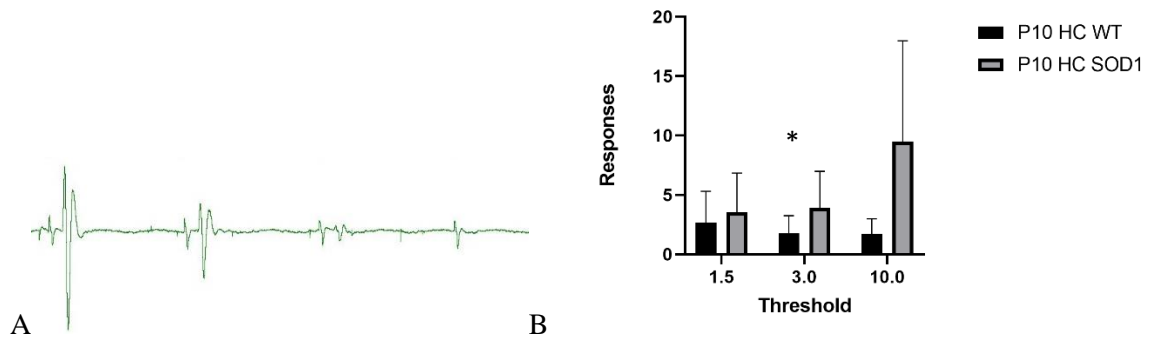 A
B
Responses
20
15
10
5
0
*
1.5 3.0 10.0
Threshold
P10 HC WT
P10 HC SOD1